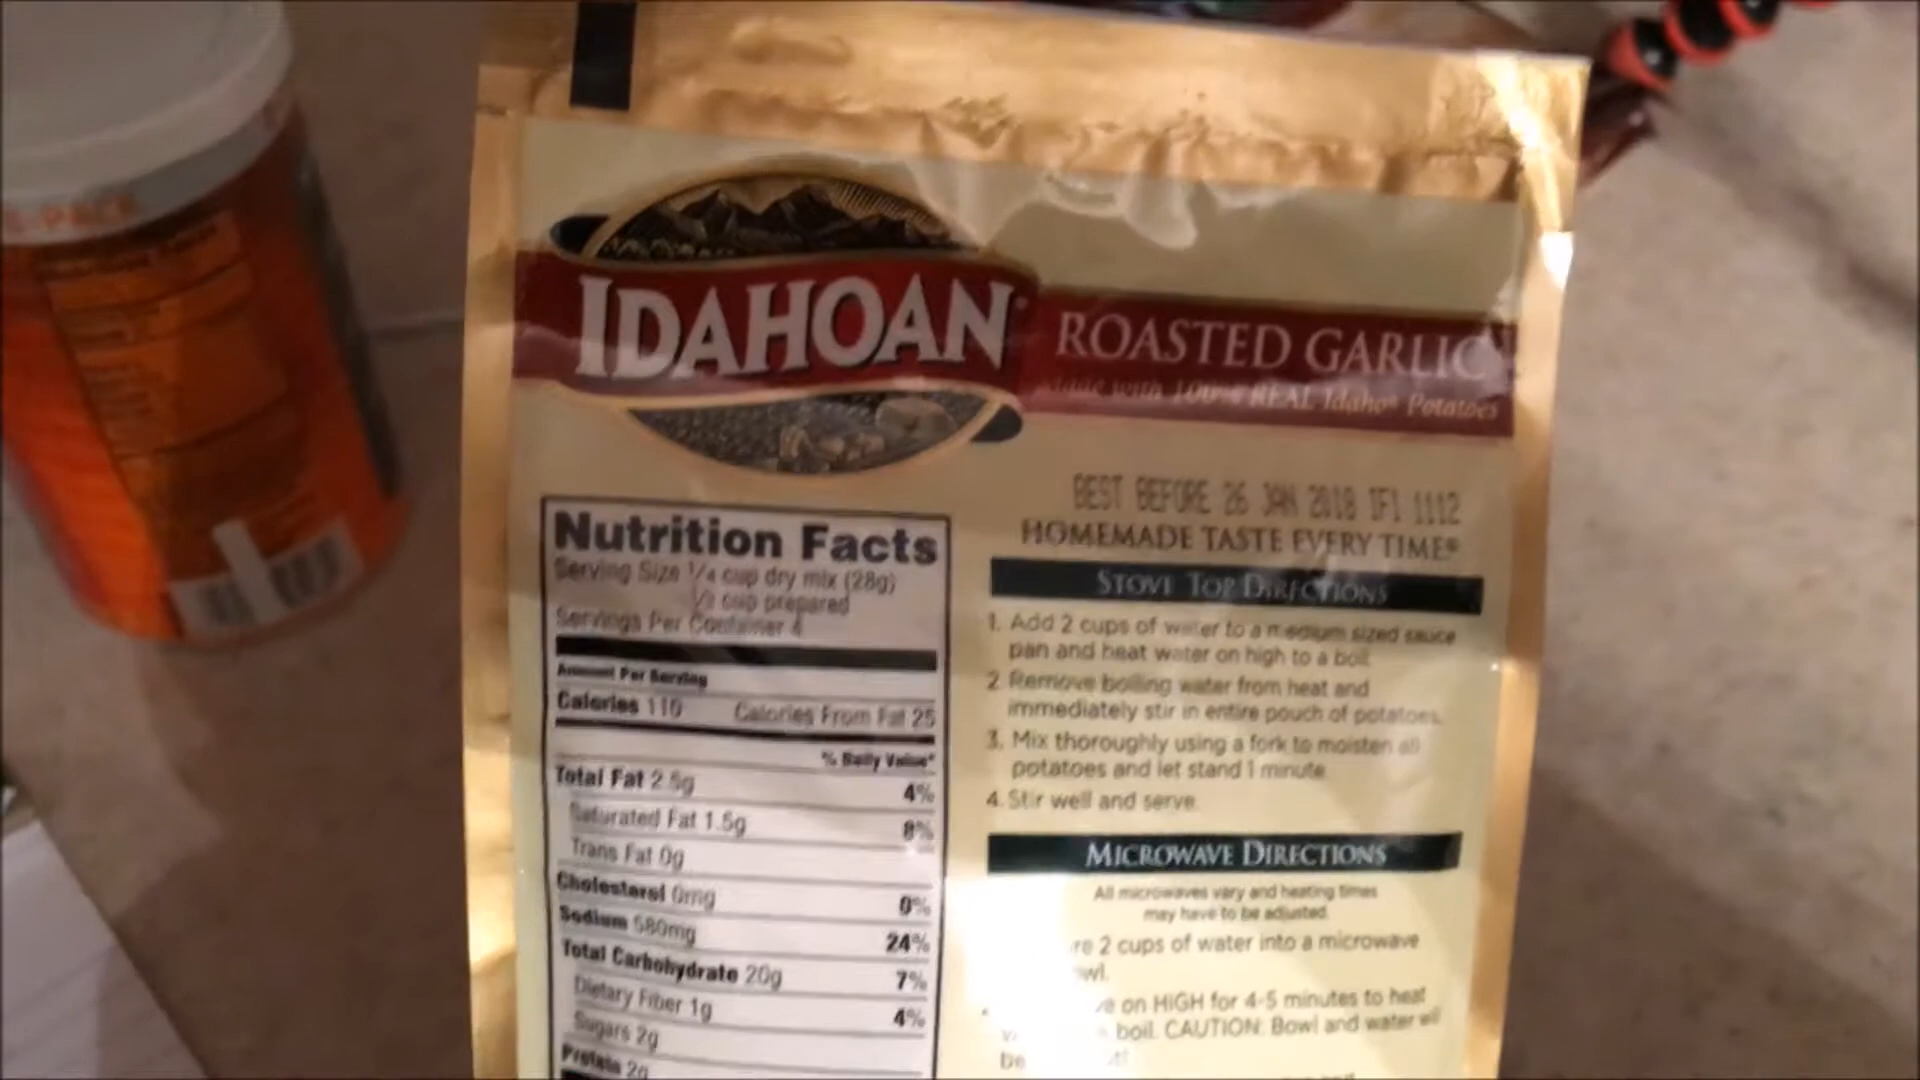 IDAHOAN®
ROASTED GARLIC
made with 100% REAL Idaho® Potatoes
BEST BEFORE 26 JAN 2018 IF1 1112
HOMEMADE TASTE EVERY TIME®
Nutrition Facts
Serving Size 1/4 cup dry mix (28g)
1/2 cup prepared
Servings Per Container 4
Amount Per Serving
Calories 110 Calories From Fat 25
% Daily Value*
Total Fat 2.5g 4%
Saturated Fat 1.5g 8%
Trans Fat 0g
Cholesterol 0mg 0%
Sodium 580mg 24%
Total Carbohydrate 20g 7%
Dietary Fiber 1g 4%
Sugars 2g
Protein 2g
STOVE TOP DIRECTIONS
1. Add 2 cups of water to a medium sized sauce
pan and heat water on high to a boil.
2. Remove boiling water from heat and
immediately stir in entire pouch of potatoes.
3. Mix thoroughly using a fork to moisten all
potatoes and let stand 1 minute.
4. Stir well and serve.
MICROWAVE DIRECTIONS
All microwaves vary and heating times
may have to be adjusted.
2 cups of water into a microwave
on HIGH for 4-5 minutes to heat
boil. CAUTION: Bowl and water will
be